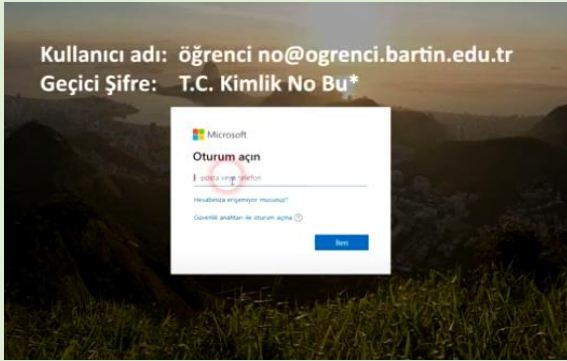 Kullanıcı adı: öğrenci no@ogrenci.bartin.edu.tr
Geçici Şifre: T.C. Kimlik No Bu*
Microsoft
Oturum açın
E-posta veya telefon
Hesabınıza erişemiyor musunuz?
Güvenlik anahtarı ile oturum açma
İleri